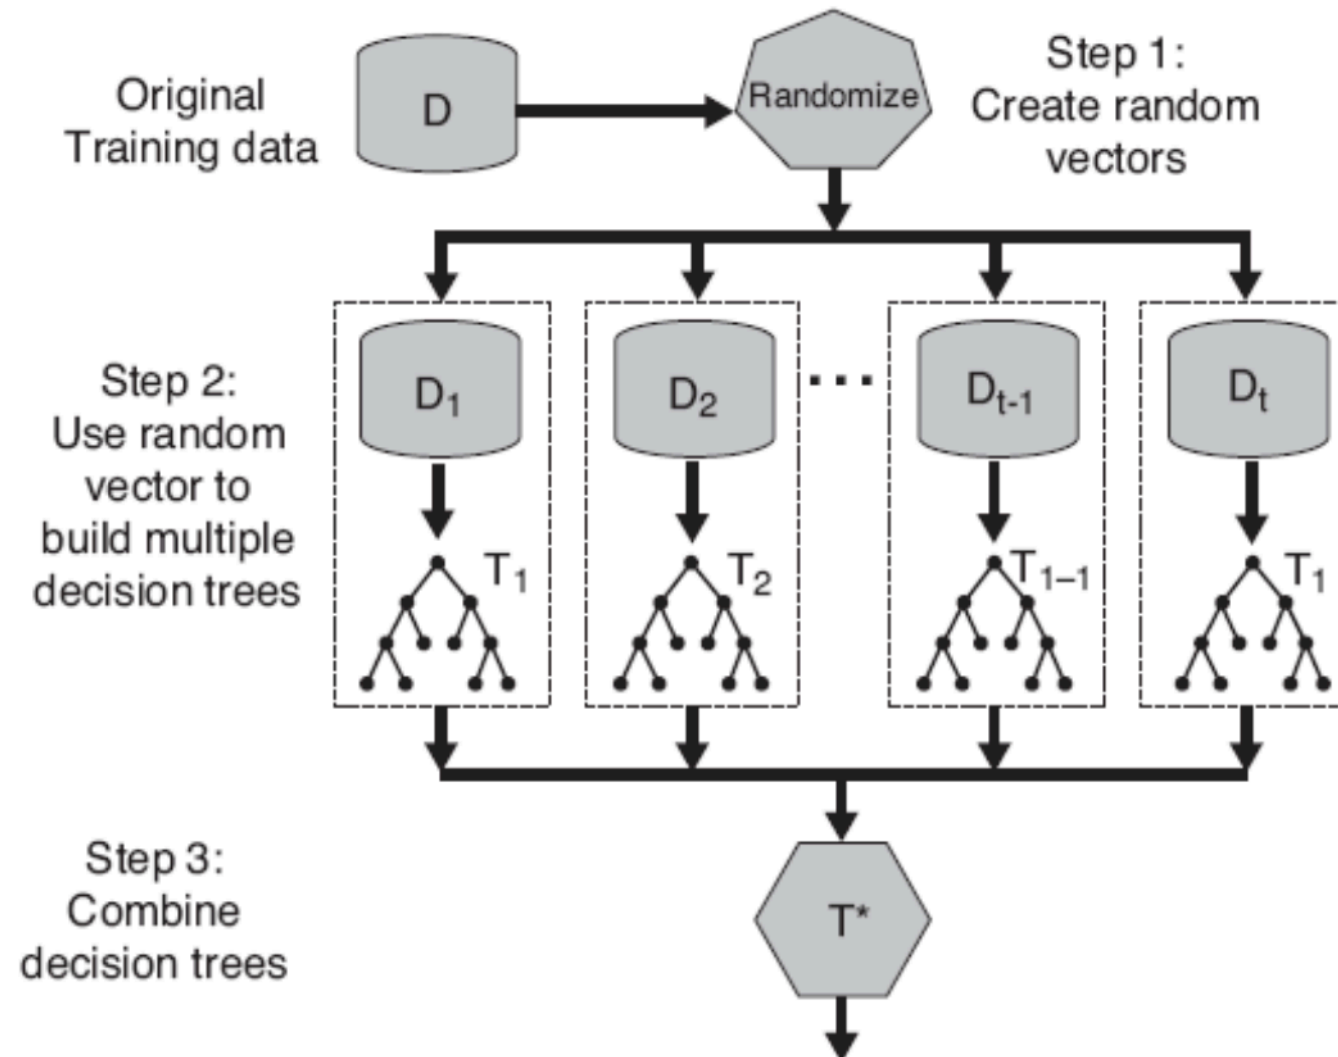 Original
Training data
D
Randomize
Step 1:
Create random
vectors
Step 2:
Use random
vector to
build multiple
decision trees
D1
D2
...
Dt-1
Dt
T1
T2
T1–1
T1
Step 3:
Combine
decision trees
T*